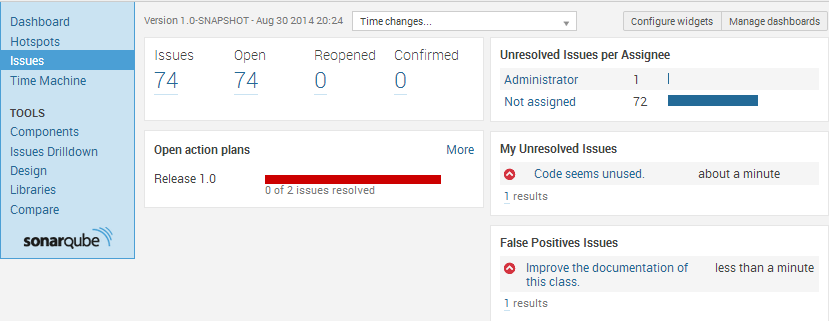 Dashboard
Hotspots
Issues
Time Machine
TOOLS
Components
Issues Drilldown
Design
Libraries
Compare
sonarqube
Version 1.0-SNAPSHOT - Aug 30 2014 20:24
Time changes...
Configure widgets
Manage dashboards
Issues Open Reopened Confirmed
74 74 0 0
Open action plans More
Release 1.0
0 of 2 issues resolved
Unresolved Issues per Assignee
Administrator 1
Not assigned 72
My Unresolved Issues
Code seems unused. about a minute
1 results
False Positives Issues
Improve the documentation of less than a minute
this class.
1 results